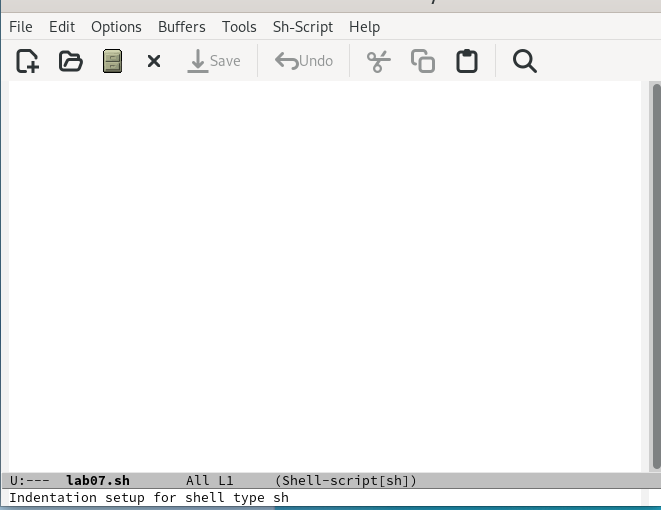 File Edit Options Buffers Tools Sh-Script Help
Save Undo
U:--- lab07.sh All L1 (Shell-script[sh])
Indentation setup for shell type sh